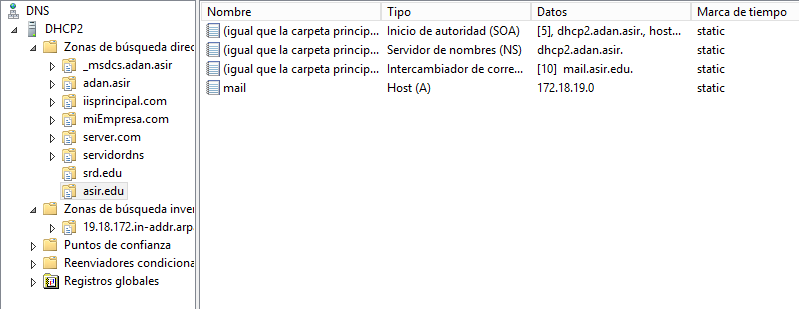 DNS
DHCP2
Zonas de búsqueda direc
_msdcs.adan.asir
adan.asir
iisprincipal.com
miEmpresa.com
server.com
servidordns
srd.edu
asir.edu
Zonas de búsqueda inver
19.18.172.in-addr.arp
Puntos de confianza
Reenviadores condiciona
Registros globales
Nombre Tipo Datos Marca de tiempo
(igual que la carpeta princip... Inicio de autoridad (SOA) [5], dhcp2.adan.asir., host... static
(igual que la carpeta princip... Servidor de nombres (NS) dhcp2.adan.asir. static
(igual que la carpeta princip... Intercambiador de corre... [10] mail.asir.edu. static
mail Host (A) 172.18.19.0 static